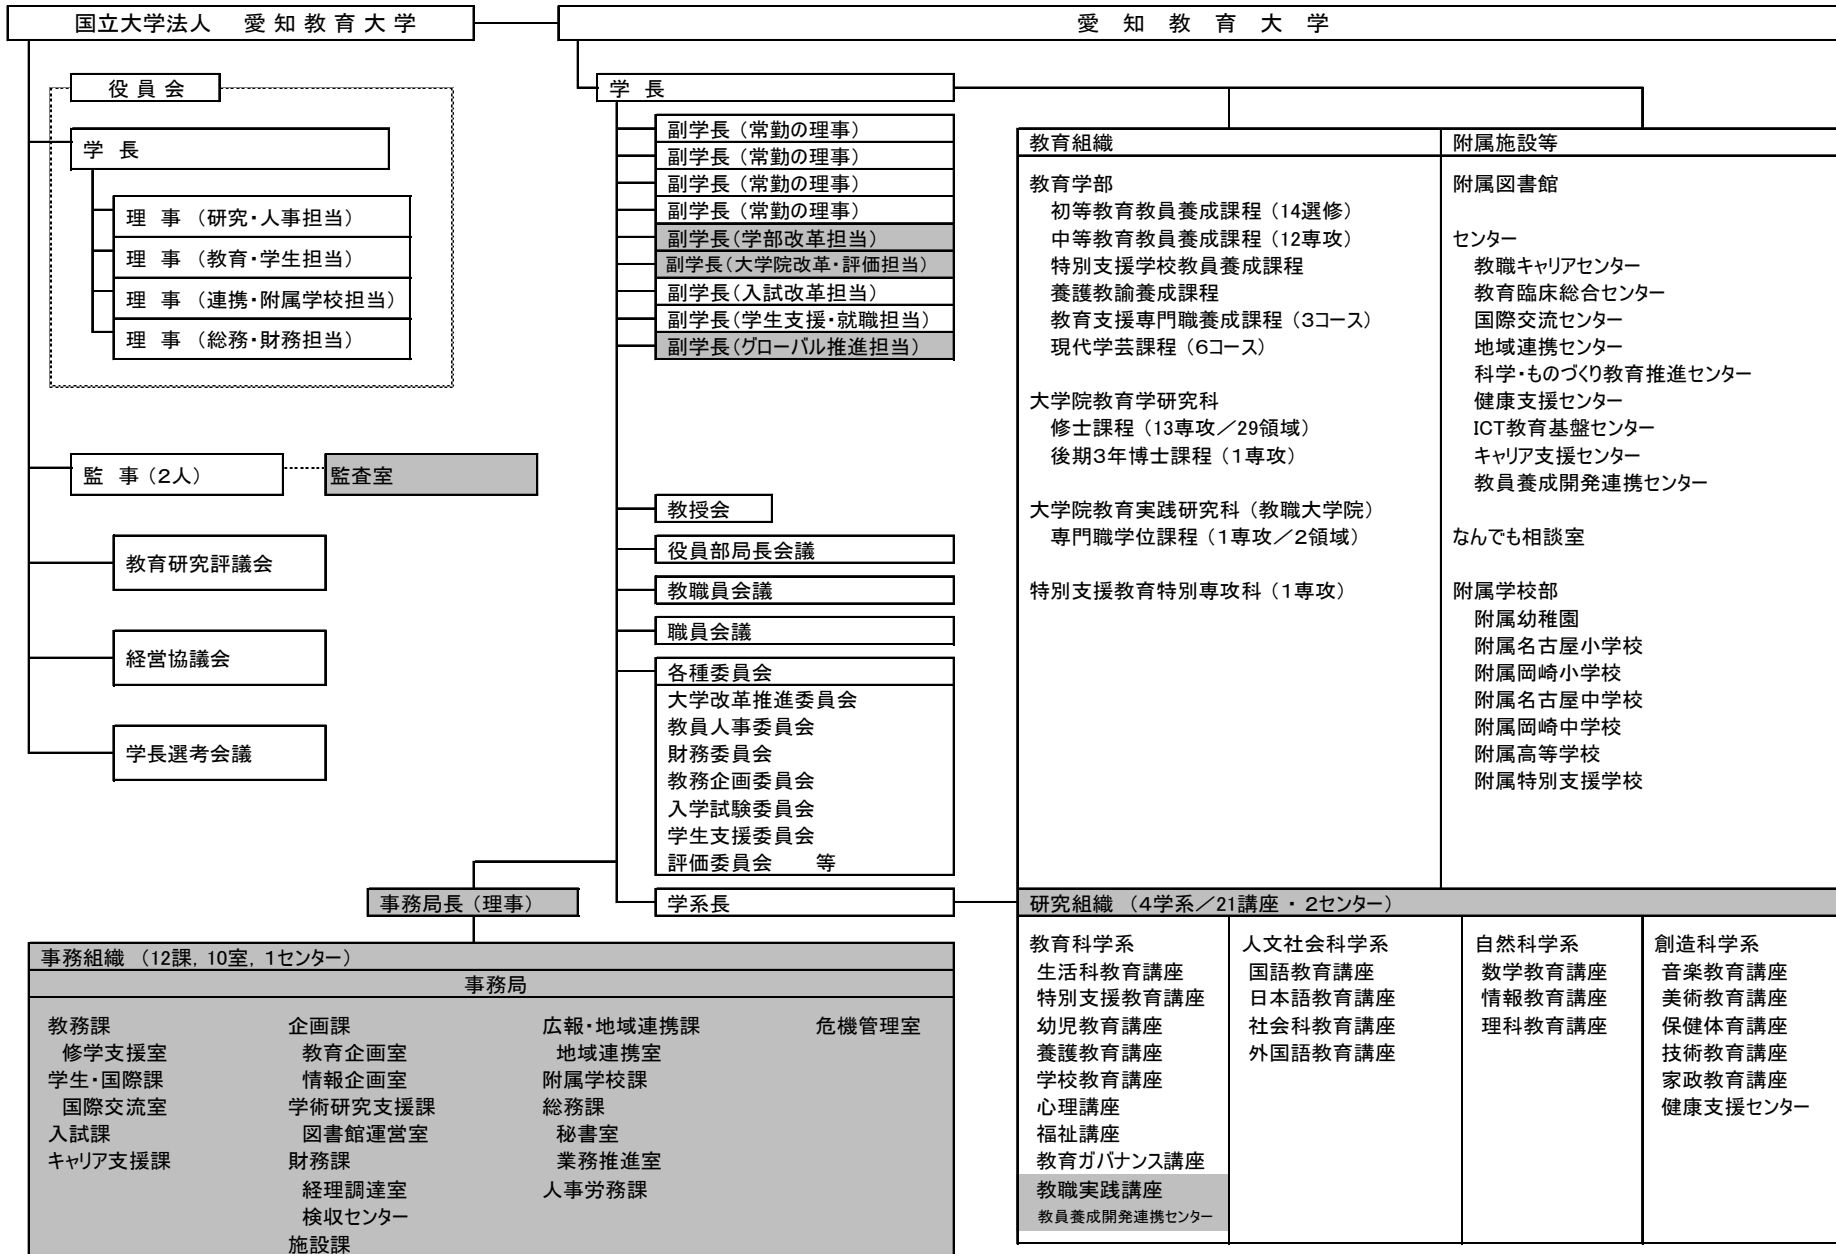 国立大学法人　愛知教育大学
愛知教育大学
役員会
学長
理事（研究・人事担当）
理事（教育・学生担当）
理事（連携・附属学校担当）
理事（総務・財務担当）
監事（2人）
監査室
教育研究評議会
経営協議会
学長選考会議
学長
副学長（常勤の理事）
副学長（常勤の理事）
副学長（常勤の理事）
副学長（常勤の理事）
副学長（学部改革担当）
副学長（大学院改革・評価担当）
副学長（入試改革担当）
副学長（学生支援・就職担当）
副学長（グローバル推進担当）
教授会
役員部局長会議
教職員会議
職員会議
各種委員会
大学改革推進委員会
教員人事委員会
財務委員会
教務企画委員会
入学試験委員会
学生支援委員会
評価委員会　等
学系長
事務局長（理事）
教育組織
教育学部
初等教育教員養成課程（14選修）
中等教育教員養成課程（12専攻）
特別支援学校教員養成課程
養護教諭養成課程
教育支援専門職養成課程（3コース）
現代学芸課程（6コース）
大学院教育学研究科
修士課程（13専攻／29領域）
後期3年博士課程（1専攻）
大学院教育実践研究科（教職大学院）
専門職学位課程（1専攻／2領域）
特別支援教育特別専攻科（1専攻）
附属施設等
附属図書館
センター
教職キャリアセンター
教育臨床総合センター
国際交流センター
地域連携センター
科学・ものづくり教育推進センター
健康支援センター
ICT教育基盤センター
キャリア支援センター
教員養成開発連携センター
なんでも相談室
附属学校部
附属幼稚園
附属名古屋小学校
附属岡崎小学校
附属名古屋中学校
附属岡崎中学校
附属高等学校
附属特別支援学校
事務組織（12課, 10室, 1センター）
事務局
教務課
修学支援室
学生・国際課
国際交流室
入試課
キャリア支援課
企画課
教育企画室
情報企画室
学術研究支援課
図書館運営室
財務課
経理調達室
検収センター
施設課
広報・地域連携課
地域連携室
附属学校課
総務課
秘書室
業務推進室
人事労務課
危機管理室
研究組織（4学系／21講座・2センター）
教育科学系
生活科教育講座
特別支援教育講座
幼児教育講座
養護教育講座
学校教育講座
心理講座
福祉講座
教育ガバナンス講座
教職実践講座
教員養成開発連携センター
人文社会科学系
国語教育講座
日本語教育講座
社会科教育講座
外国語教育講座
自然科学系
数学教育講座
情報教育講座
理科教育講座
創造科学系
音楽教育講座
美術教育講座
保健体育講座
技術教育講座
家政教育講座
健康支援センター